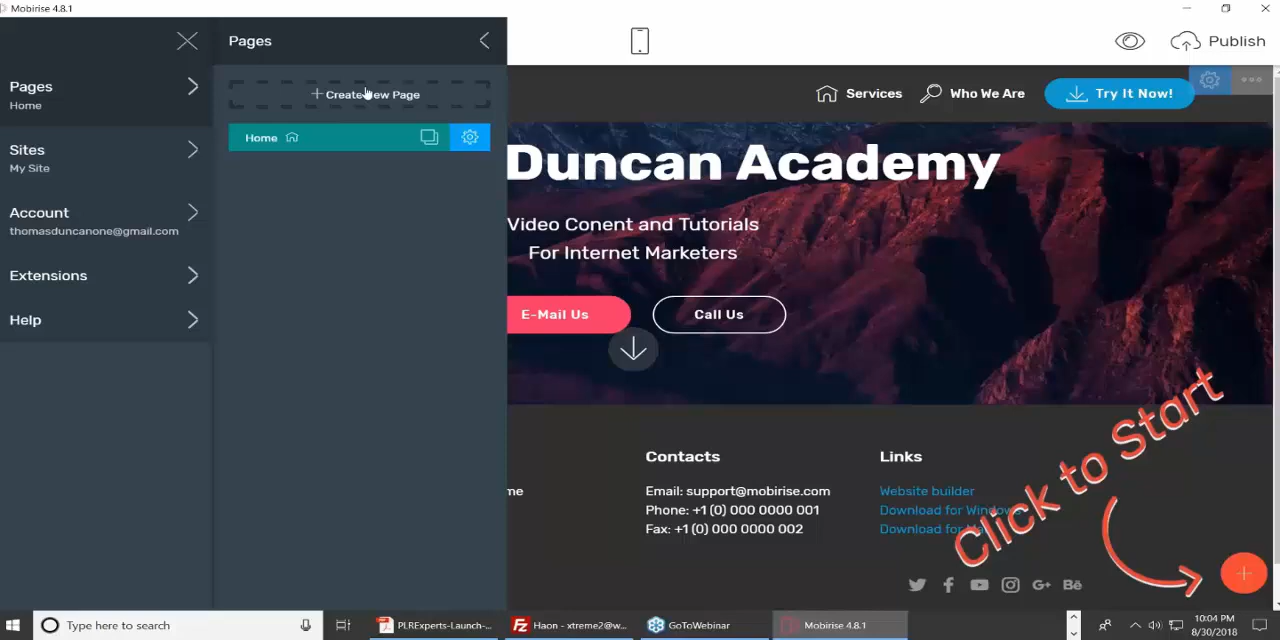 Mobirise 4.8.1
Pages
Home
Sites
My Site
Account
thomasduncanone@gmail.com
Extensions
Help
Pages
Create New Page
Home
Publish
Services
Who We Are
Try It Now!
Duncan Academy
Video Conent and Tutorials
For Internet Marketers
E-Mail Us
Call Us
Click to Start
me
Contacts
Email: support@mobirise.com
Phone: +1 (0) 000 0000 001
Fax: +1 (0) 000 0000 002
Links
Website builder
Download for Windows
Download for
G+
Bē
Type here to search
PLRExperts-Launch-...
Haon - xtreme2@w...
GoToWebinar
Mobirise 4.8.1
10:04 PM
8/30/2018